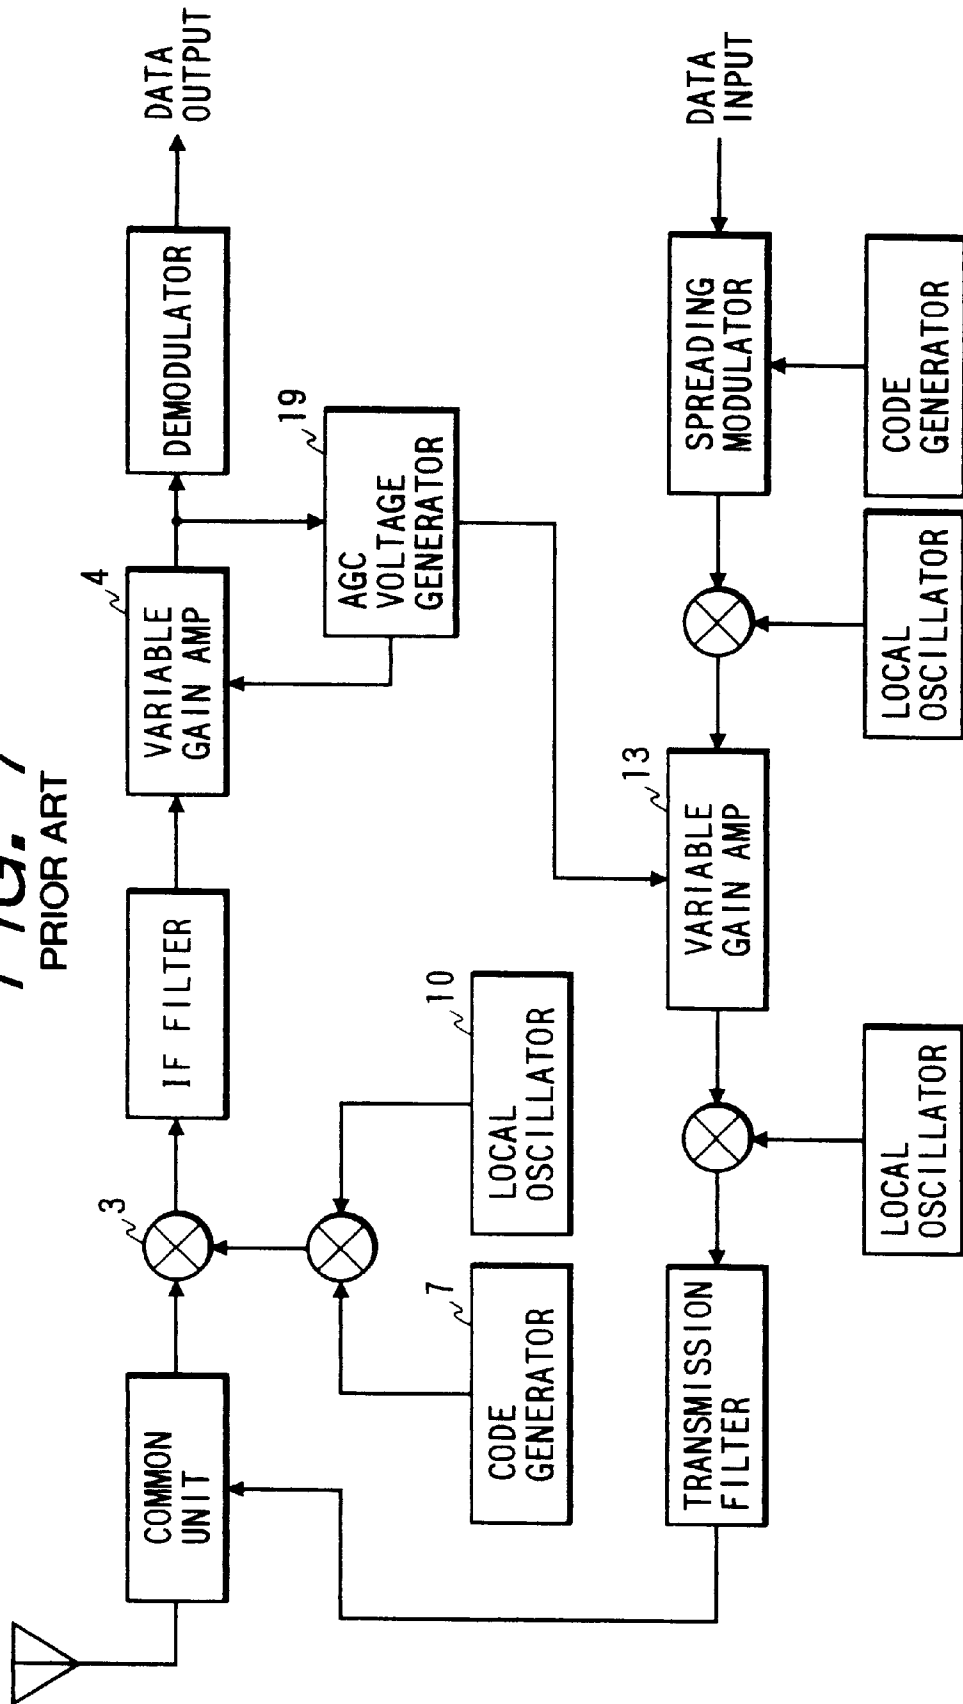 FIG. 7
PRIOR ART
COMMON
UNIT
3
IF FILTER
4
VARIABLE
GAIN AMP
DEMODULATOR
DATA
OUTPUT
19
AGC
VOLTAGE
GENERATOR
7
CODE
GENERATOR
10
LOCAL
OSCILLATOR
TRANSMISSION
FILTER
13
VARIABLE
GAIN AMP
SPREADING
MODULATOR
DATA
INPUT
LOCAL
OSCILLATOR
LOCAL
OSCILLATOR
CODE
GENERATOR